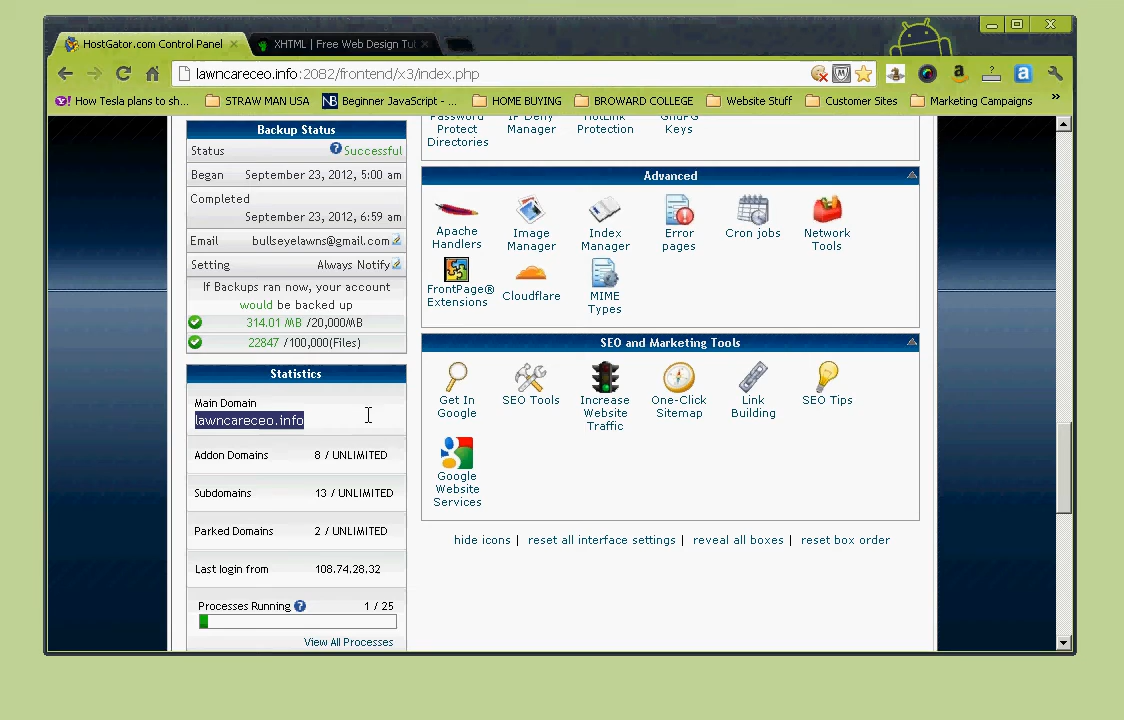 HostGator.com Control Panel
XHTML | Free Web Design Tut
lawncareceo.info:2082/frontend/x3/index.php
How Tesla plans to sh...
STRAW MAN USA
Beginner JavaScript - ...
HOME BUYING
BROWARD COLLEGE
Website Stuff
Customer Sites
Marketing Campaigns
»
Backup Status
Status Successful
Began September 23, 2012, 5:00 am
Completed
September 23, 2012, 6:59 am
Email bullseyelawns@gmail.com
Setting Always Notify
If Backups ran now, your account
would be backed up
314.01 MB /20,000MB
22847 /100,000(Files)
Statistics
Main Domain
lawncareceo.info
Addon Domains 8 / UNLIMITED
Subdomains 13 / UNLIMITED
Parked Domains 2 / UNLIMITED
Last login from 108.74.28.32
Processes Running 1 / 25
View All Processes
Password
Protect
Directories
IP Deny
Manager
HotLink
Protection
GnuPG
Keys
Advanced
Apache
Handlers
Image
Manager
Index
Manager
Error
pages
Cron jobs
Network
Tools
FrontPage®
Extensions
Cloudflare
MIME
Types
SEO and Marketing Tools
Get In
Google
SEO Tools
Increase
Website
Traffic
One-Click
Sitemap
Link
Building
SEO Tips
Google
Website
Services
hide icons | reset all interface settings | reveal all boxes | reset box order